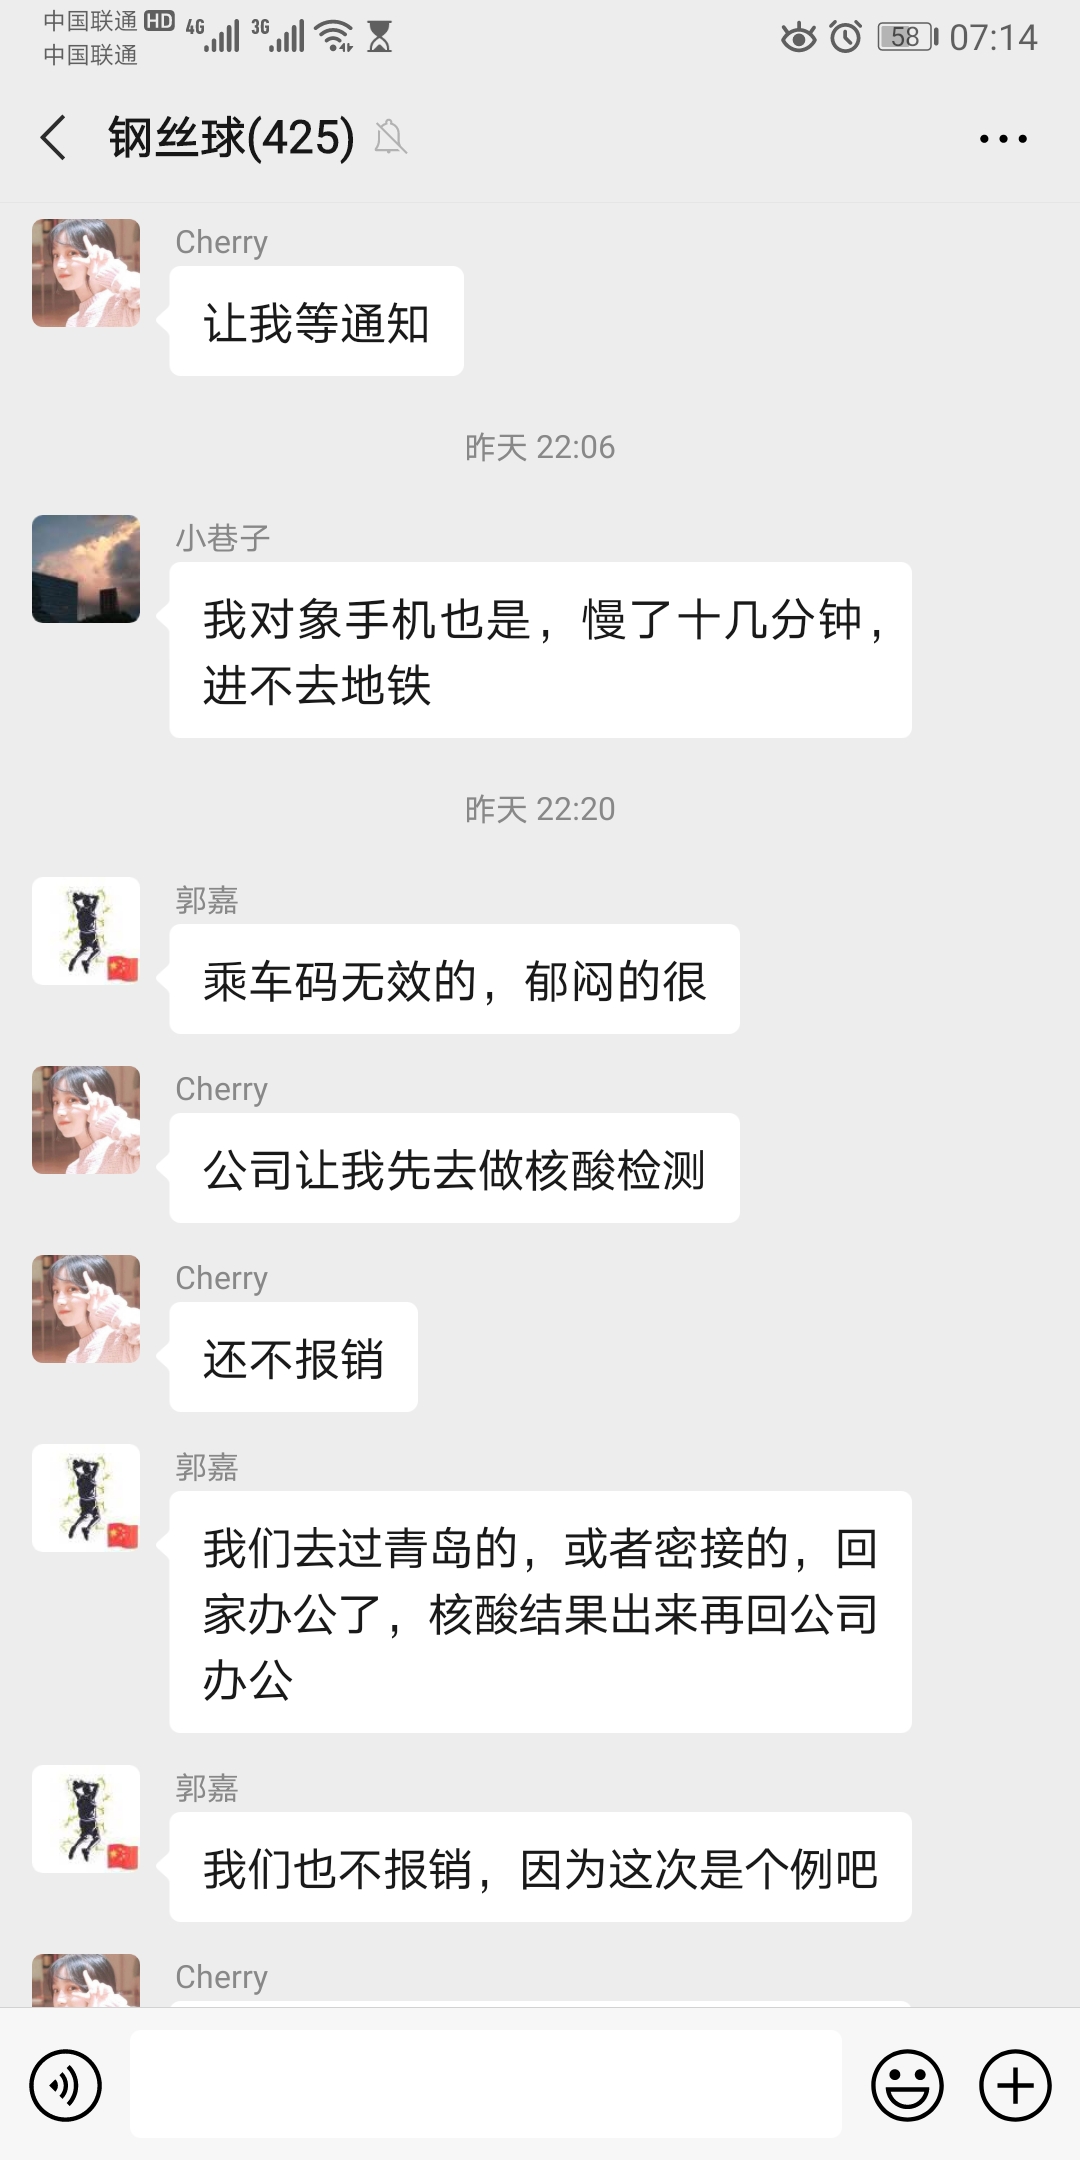 中国联通 HD 4G 3G 58 07:14
中国联通
钢丝球(425)
Cherry
让我等通知
昨天 22:06
小巷子
我对象手机也是，慢了十几分钟，
进不去地铁
昨天 22:20
郭嘉
乘车码无效的，郁闷的很
Cherry
公司让我先去做核酸检测
Cherry
还不报销
郭嘉
我们去过青岛的，或者密接的，回
家办公了，核酸结果出来再回公司
办公
郭嘉
我们也不报销，因为这次是个例吧
Cherry